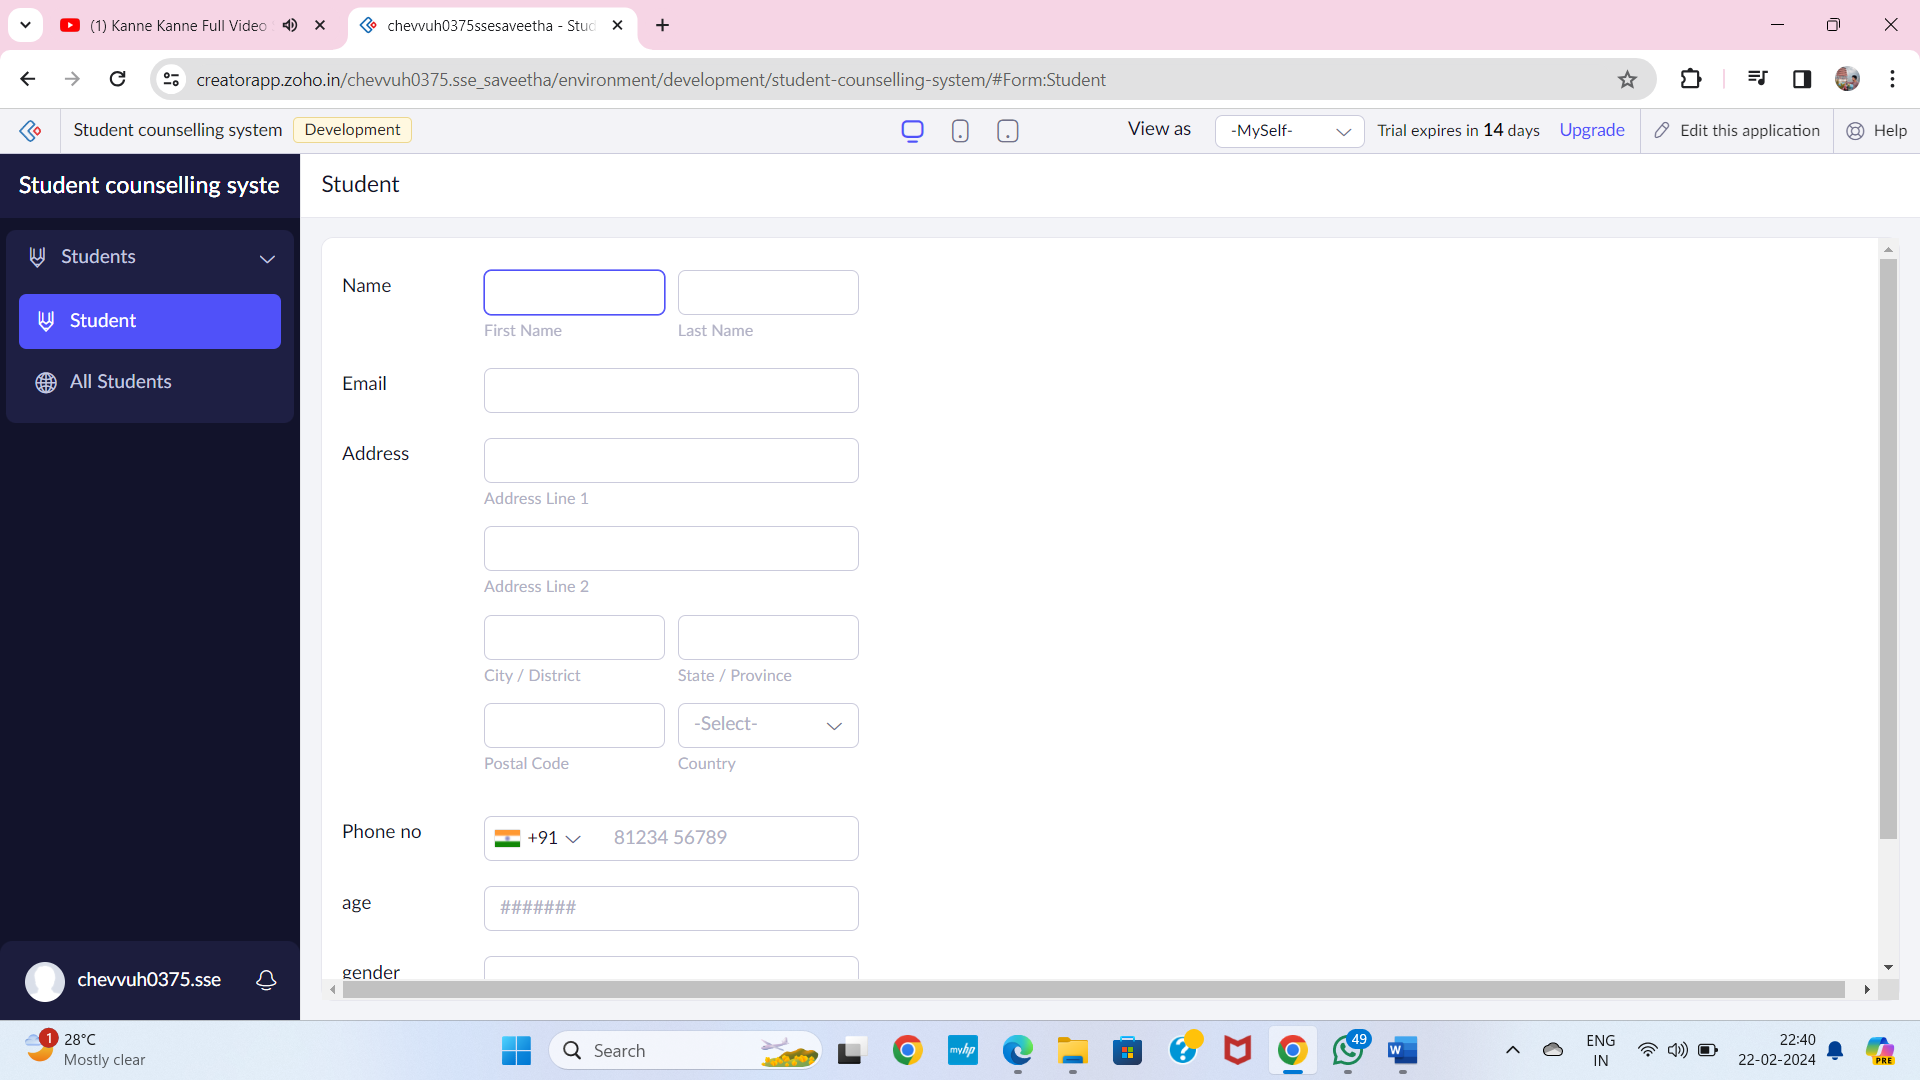 (1) Kanne Kanne Full Video
chevvuh0375ssesaveetha - Stud
creatorapp.zoho.in/chevvuh0375.sse_saveetha/environment/development/student-counselling-system/#Form:Student
Student counselling system
Development
View as
-MySelf-
Trial expires in 14 days
Upgrade
Edit this application
Help
Student counselling syste
Students
Student
All Students
chevvuh0375.sse
Student
Name
First Name
Last Name
Email
Address
Address Line 1
Address Line 2
City / District
State / Province
-Select-
Postal Code
Country
Phone no
+91
81234 56789
age
#######
gender
1
28°C
Mostly clear
Search
myhp
49
ENG
IN
22:40
22-02-2024
PRE